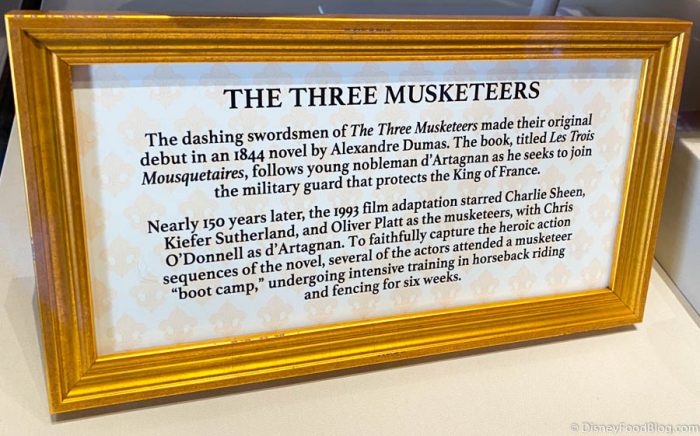 THE THREE MUSKETEERS
The dashing swordsmen of The Three Musketeers made their original
debut in an 1844 novel by Alexandre Dumas. The book, titled Les Trois
Mousquetaires, follows young nobleman d'Artagnan as he seeks to join
the military guard that protects the King of France.
Nearly 150 years later, the 1993 film adaptation starred Charlie Sheen,
Kiefer Sutherland, and Oliver Platt as the musketeers, with Chris
O'Donnell as d'Artagnan. To faithfully capture the heroic action
sequences of the novel, several of the actors attended a musketeer
“boot camp,” undergoing intensive training in horseback riding
and fencing for six weeks.
© DisneyFoodBlog.com